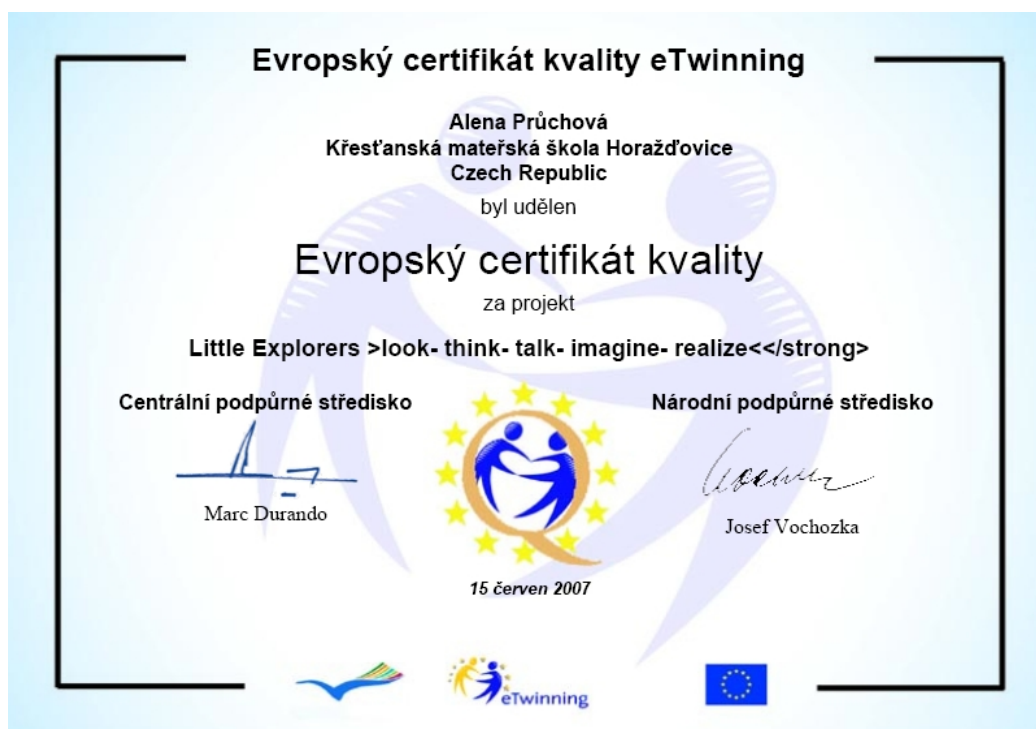 Evropský certifikát kvality eTwinning
Alena Průchová
Křesťanská mateřská škola Horažďovice
Czech Republic
byl udělen
Evropský certifikát kvality
za projekt
Little Explorers >look- think- talk- imagine- realize<</strong>
Centrální podpůrné středisko
Národní podpůrné středisko
Marc Durando
Josef Vochozka
15 červen 2007
eTwinning